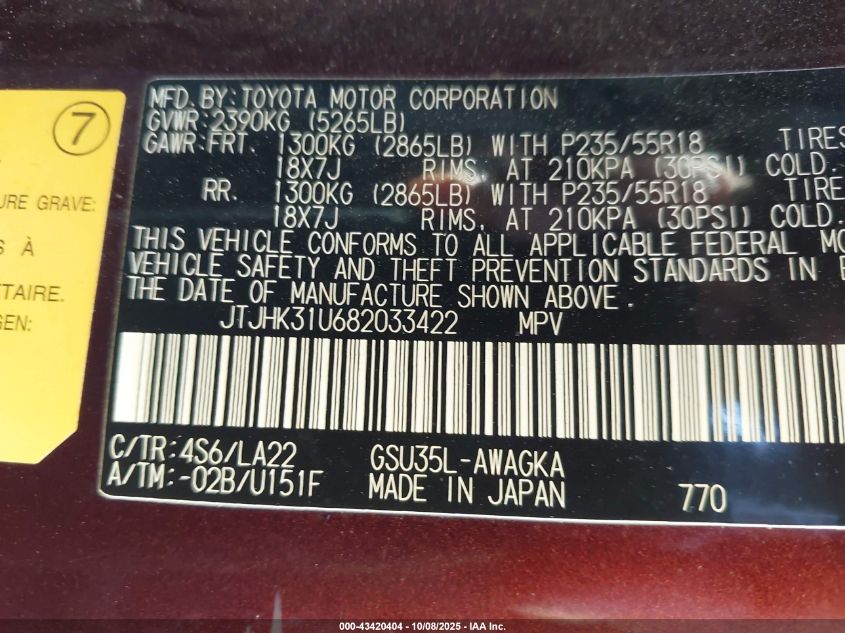 7
URE GRAVE:
S À
TAIRE.
GEN:
MFD. BY: TOYOTA MOTOR CORPORATION
GVWR: 2390KG (5265LB)
GAWR: FRT. 1300KG (2865LB) WITH P235/55R18 TIRES
18X7J RIMS, AT 210KPA (30PSI) COLD.
RR. 1300KG (2865LB) WITH P235/55R18 TIRE
18X7J RIMS, AT 210KPA (30PSI) COLD.
THIS VEHICLE CONFORMS TO ALL APPLICABLE FEDERAL MO
VEHICLE SAFETY AND THEFT PREVENTION STANDARDS IN E
THE DATE OF MANUFACTURE SHOWN ABOVE.
JTJHK31U682033422 MPV
C/TR: 4S6/LA22 GSU35L-AWAGKA
A/TM: -02B/U151F MADE IN JAPAN 770
000-43420404 - 10/08/2025 - IAA Inc.